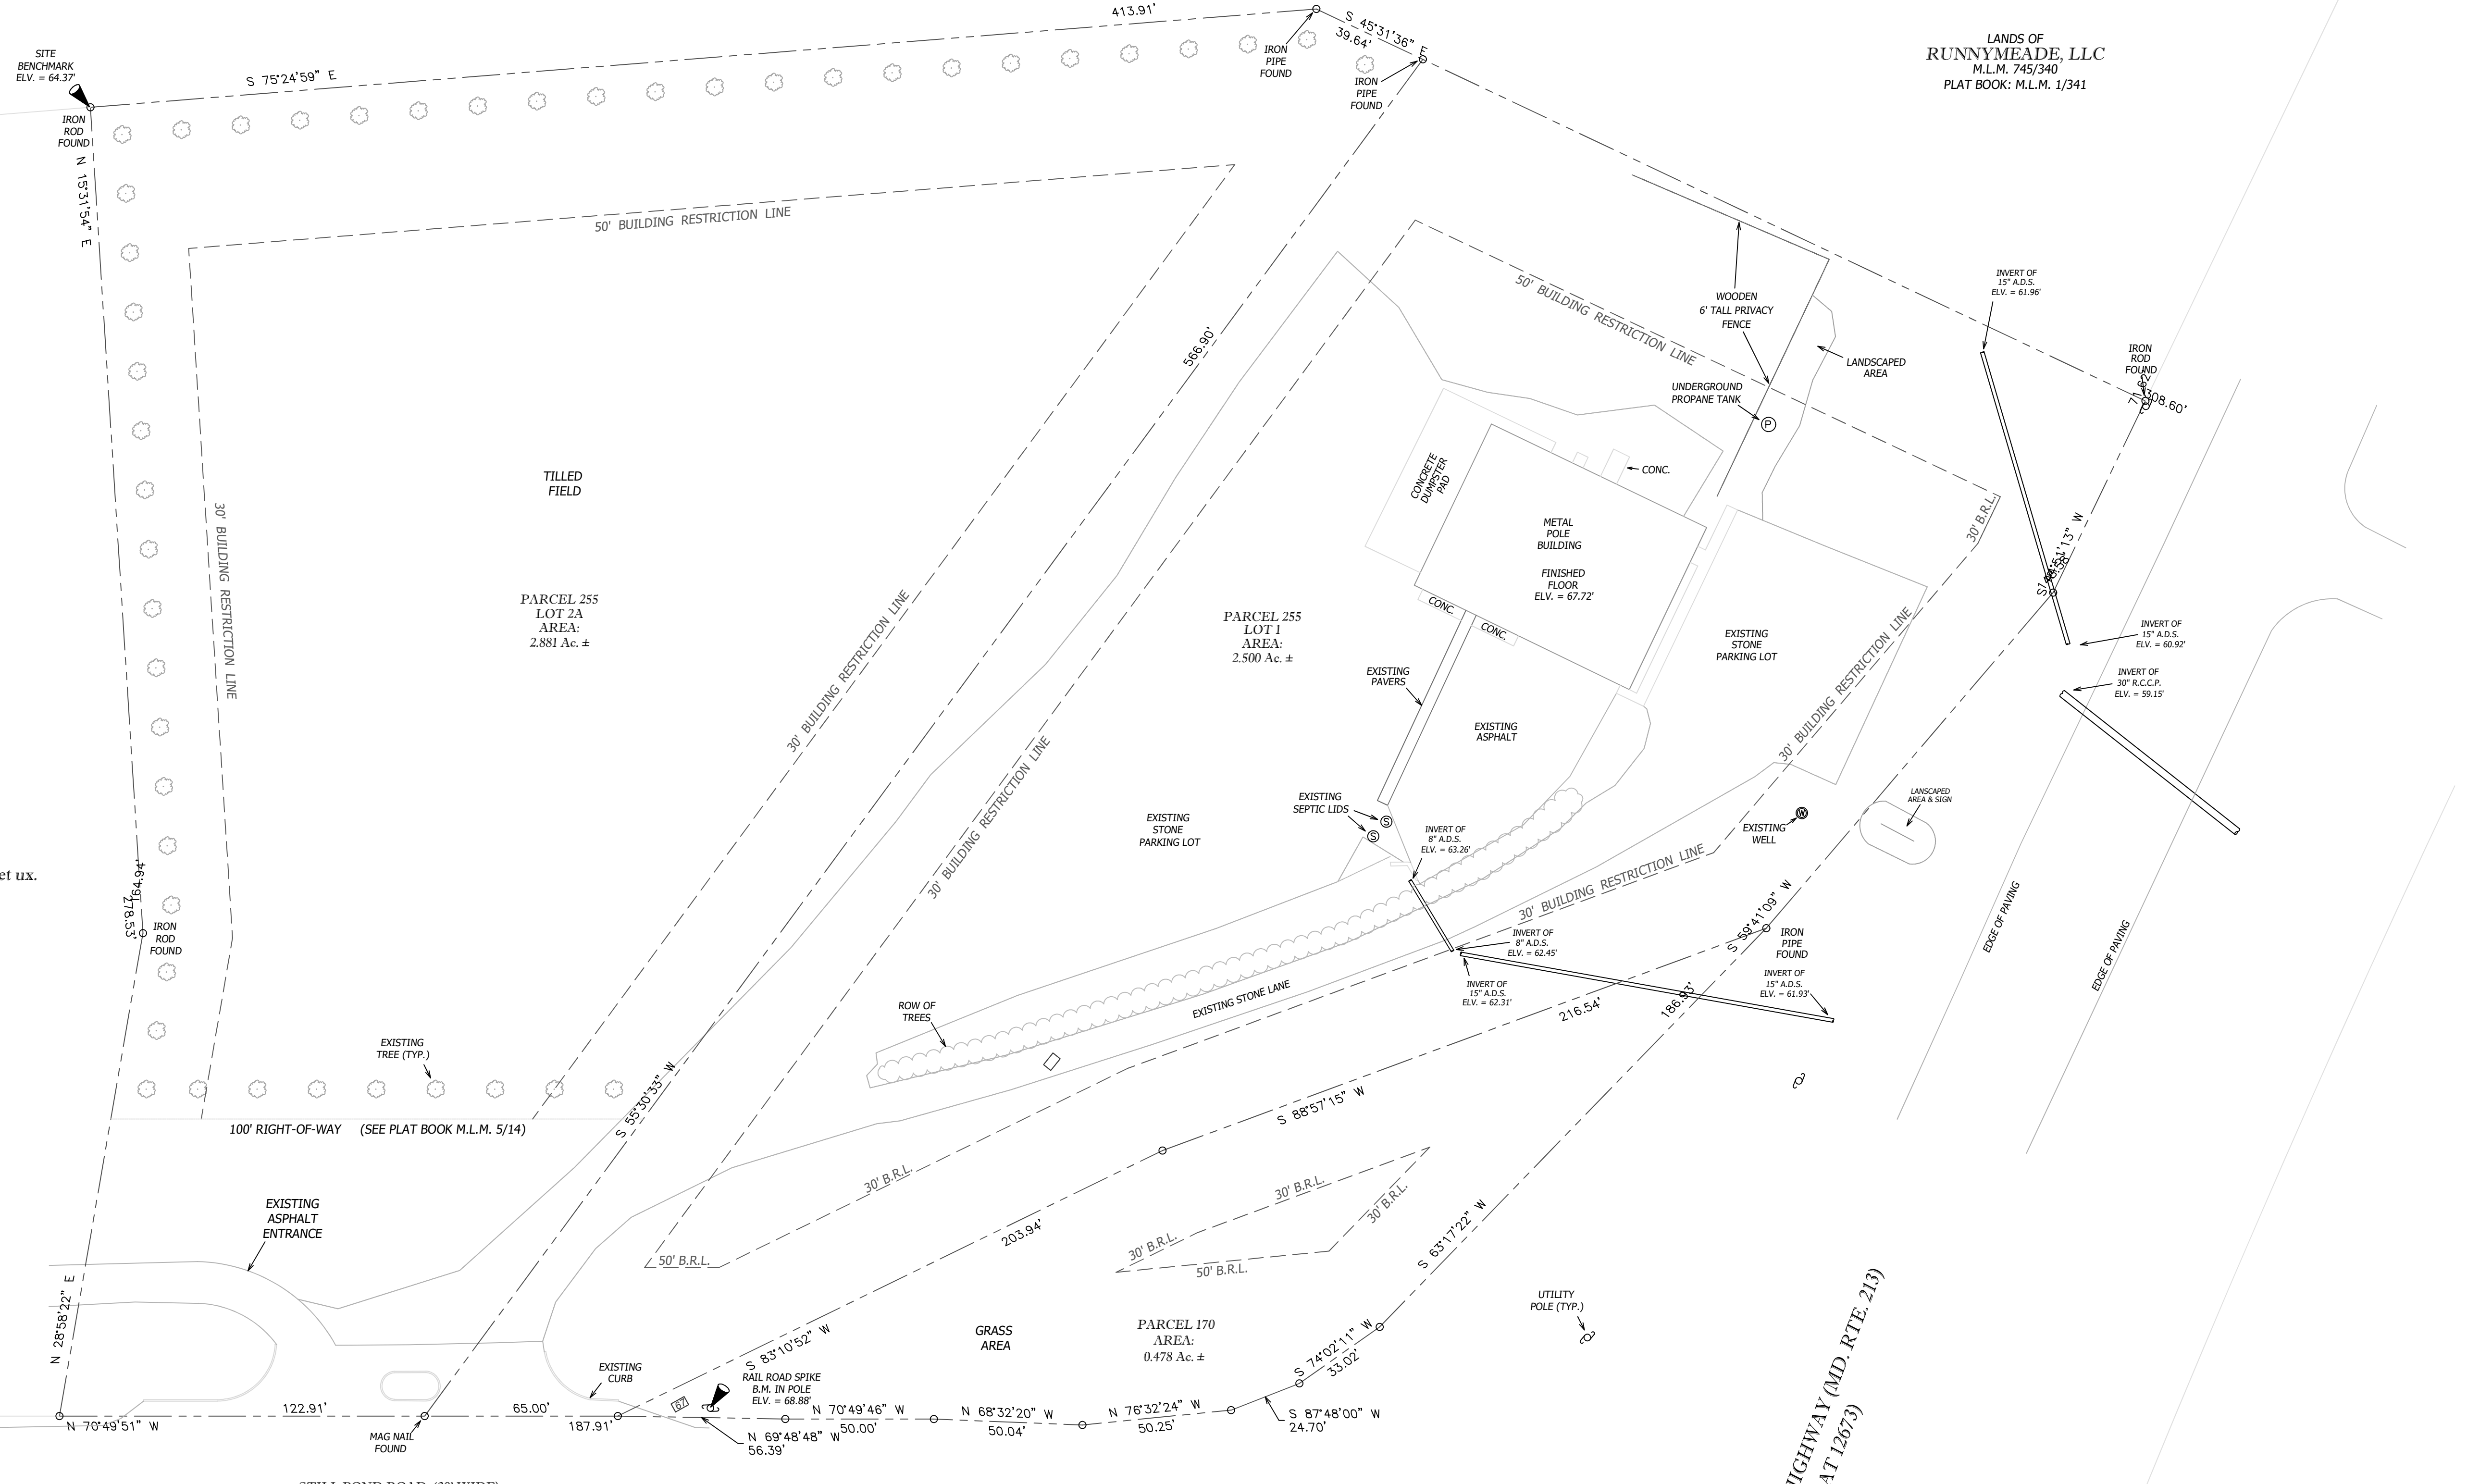 413.91'
S 45°31'36" E
39.64'
SITE
BENCHMARK
ELV. = 64.37'
S 75°24'59" E
IRON
PIPE
FOUND
IRON
PIPE
FOUND
LANDS OF
RUNNYMEADE, LLC
M.L.M. 745/340
PLAT BOOK: M.L.M. 1/341
IRON
ROD
FOUND
N 15°31'54" E
50' BUILDING RESTRICTION LINE
50' BUILDING RESTRICTION LINE
WOODEN
6' TALL PRIVACY
FENCE
INVERT OF
15" A.D.S.
ELV. = 61.96'
566.90'
LANDSCAPED
AREA
IRON
ROD
FOUND
308.60'
UNDERGROUND
PROPANE TANK
P
CONCRETE
DUMPSTER
PAD
CONC.
TILLED
FIELD
30' BUILDING RESTRICTION LINE
METAL
POLE
BUILDING
FINISHED
FLOOR
ELV. = 67.72'
30' B.R.L.
PARCEL 255
LOT 2A
AREA:
2.881 Ac. ±
PARCEL 255
LOT 1
AREA:
2.500 Ac. ±
CONC.
CONC.
30' BUILDING RESTRICTION LINE
EXISTING
STONE
PARKING LOT
30' BUILDING RESTRICTION LINE
INVERT OF
15" A.D.S.
ELV. = 60.92'
INVERT OF
30" R.C.C.P.
ELV. = 59.15'
EXISTING
PAVERS
EXISTING
ASPHALT
30' BUILDING RESTRICTION LINE
EXISTING
STONE
PARKING LOT
EXISTING
SEPTIC LIDS
S
S
INVERT OF
8" A.D.S.
ELV. = 63.26'
EXISTING
WELL
W
LANSCAPED
AREA & SIGN
et ux.
164.94'
278.53'
IRON
ROD
FOUND
30' BUILDING RESTRICTION LINE
S 59°41'09" W
IRON
PIPE
FOUND
EDGE OF PAVING
EDGE OF PAVING
INVERT OF
8" A.D.S.
ELV. = 62.45'
INVERT OF
15" A.D.S.
ELV. = 62.31'
INVERT OF
15" A.D.S.
ELV. = 61.93'
186.93'
216.54'
ROW OF
TREES
EXISTING STONE LANE
EXISTING
TREE (TYP.)
S 55°30'33" W
S 88°57'15" W
100' RIGHT-OF-WAY (SEE PLAT BOOK M.L.M. 5/14)
30' B.R.L.
30' B.R.L.
30' B.R.L.
EXISTING
ASPHALT
ENTRANCE
203.94'
30' B.R.L.
50' B.R.L.
50' B.R.L.
S 63°17'22" W
N 28°58'22" E
UTILITY
POLE (TYP.)
GRASS
AREA
PARCEL 170
AREA:
0.478 Ac. ±
S 83°10'52" W
S 74°02'11" W
33.02'
EXISTING
CURB
RAIL ROAD SPIKE
B.M. IN POLE
ELV. = 68.88'
67
122.91'
65.00'
187.91'
N 70°49'51" W
MAG NAIL
FOUND
N 69°48'48" W
56.39'
N 70°49'46" W
50.00'
N 68°32'20" W
50.04'
N 76°32'24" W
50.25'
S 87°48'00" W
24.70'
HIGHWAY (MD. RTE. 213)
AT 12673)